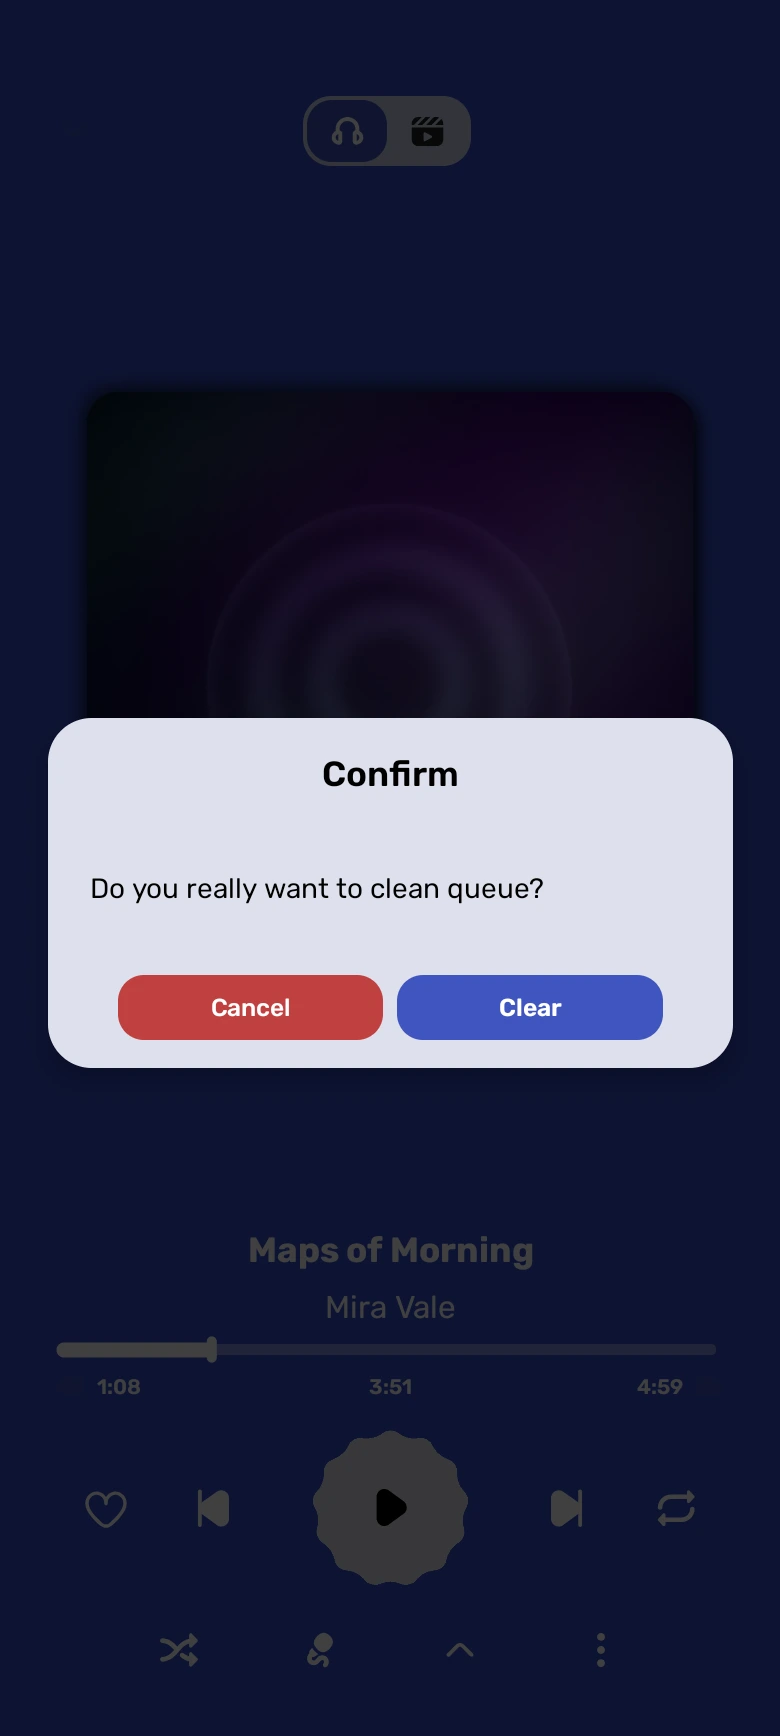 Confirm
Do you really want to clean queue?
Cancel
Clear
Maps of Morning
Mira Vale
1:08
3:51
4:59